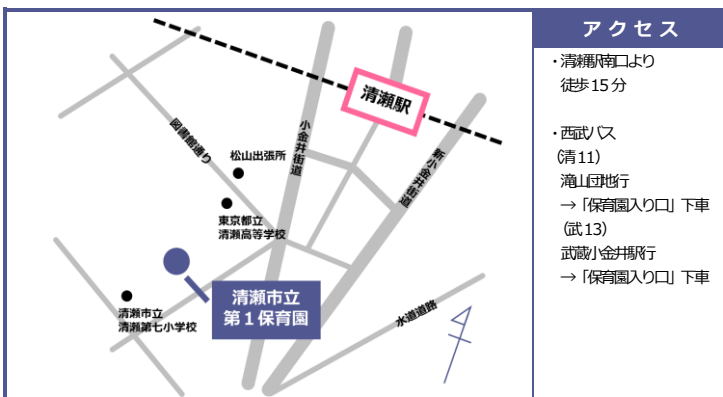 清瀬駅
小金井街道
新小金井街道
図書館通り
松山出張所
東京都立
清瀬高等学校
清瀬市立
第1保育園
清瀬市立
清瀬第七小学校
水道道路
アクセス
・清瀬駅南口より
徒歩15分
・西武バス
(清11)
滝山団地行
→「保育園入り口」下車
(武13)
武蔵小金井駅行
→「保育園入り口」下車